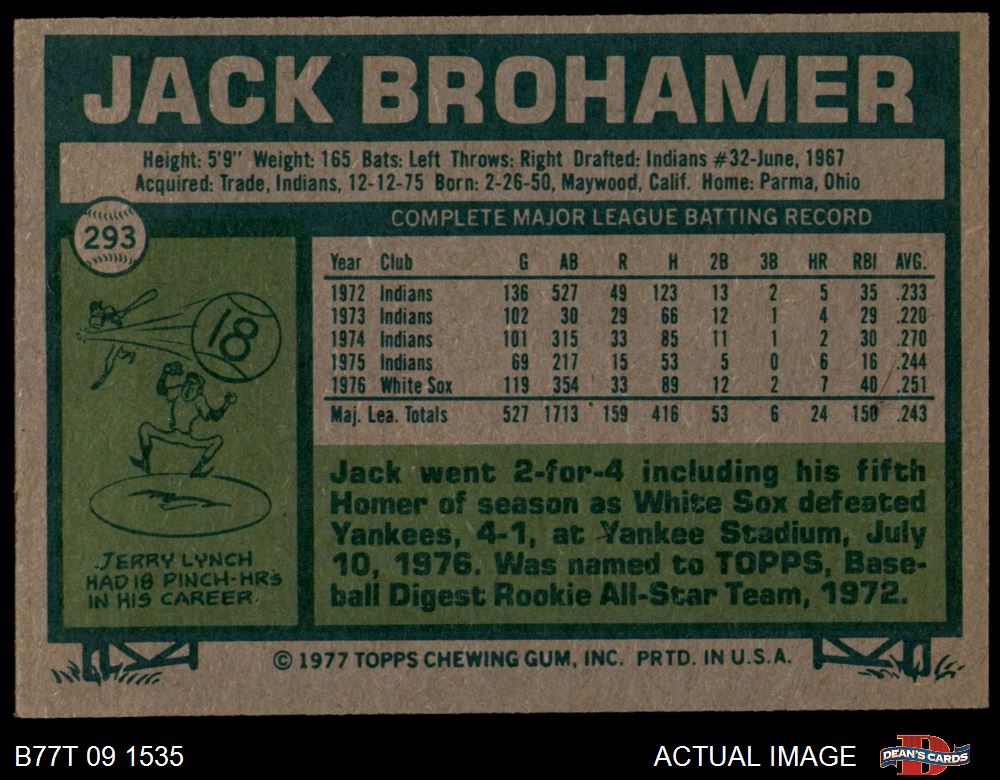 JACK BROHAMER
Height: 5'9" Weight: 165 Bats: Left Throws: Right Drafted: Indians #32-June, 1967
Acquired: Trade, Indians, 12-12-75 Born: 2-26-50, Maywood, Calif. Home: Parma, Ohio
293
COMPLETE MAJOR LEAGUE BATTING RECORD
Year Club G AB R H 2B 3B HR RBI AVG.
1972 Indians 136 527 49 123 13 2 5 35 .233
1973 Indians 102 30 29 66 12 1 4 29 .220
1974 Indians 101 315 33 85 11 1 2 30 .270
1975 Indians 69 217 15 53 5 0 6 16 .244
1976 White Sox 119 354 33 89 12 2 7 40 .251
Maj. Lea. Totals 527 1713 159 416 53 6 24 150 .243
18
JERRY LYNCH
HAD 18 PINCH-HRs
IN HIS CAREER.
Jack went 2-for-4 including his fifth
Homer of season as White Sox defeated
Yankees, 4-1, at Yankee Stadium, July
10, 1976. Was named to TOPPS, Base-
ball Digest Rookie All-Star Team, 1972.
© 1977 TOPPS CHEWING GUM, INC. PRTD. IN U.S.A.
B77T 09 1535
ACTUAL IMAGE
D
DEAN'S CARDS